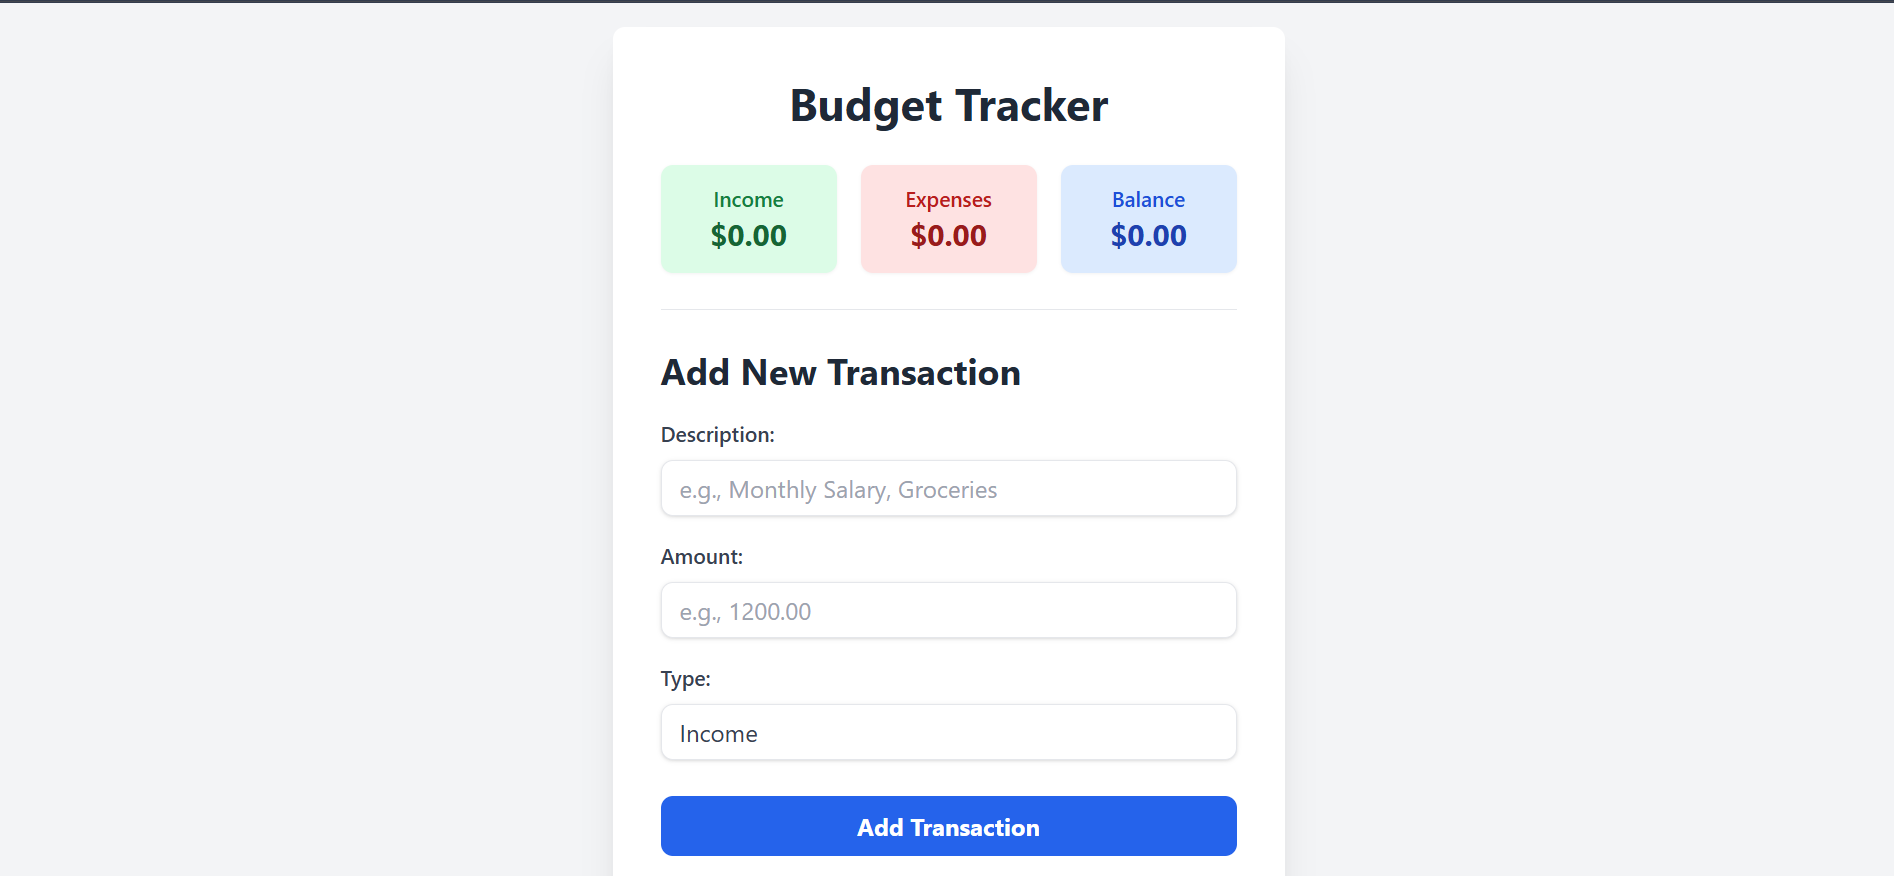 Budget Tracker
Income Expenses Balance
$0.00 $0.00 $0.00
Add New Transaction
Description:
e.g., Monthly Salary, Groceries
Amount:
e.g., 1200.00
Type:
Income
Add Transaction